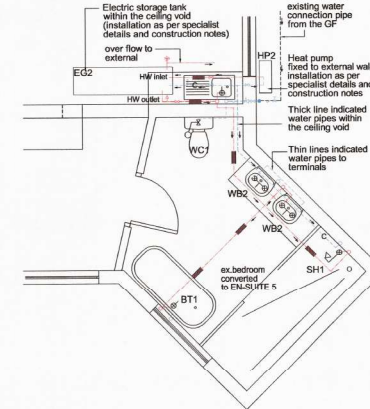 Electric storage tank
within the ceiling void
(installation as per specialist
details and construction notes)
over flow to
external
EG2
HW inlet
HW outlet
C
existing water
connection pipe
from the GF
HP2
Heat pump
fixed to external wall
installation as per
specialist details and
construction notes
Thick line indicated
water pipes within
the ceiling void
Thin lines indicated
water pipes to
terminals
WC1
WB2
WB2
C
SH1
ex.bedroom
converted
to EN-SUITE 5
BT1